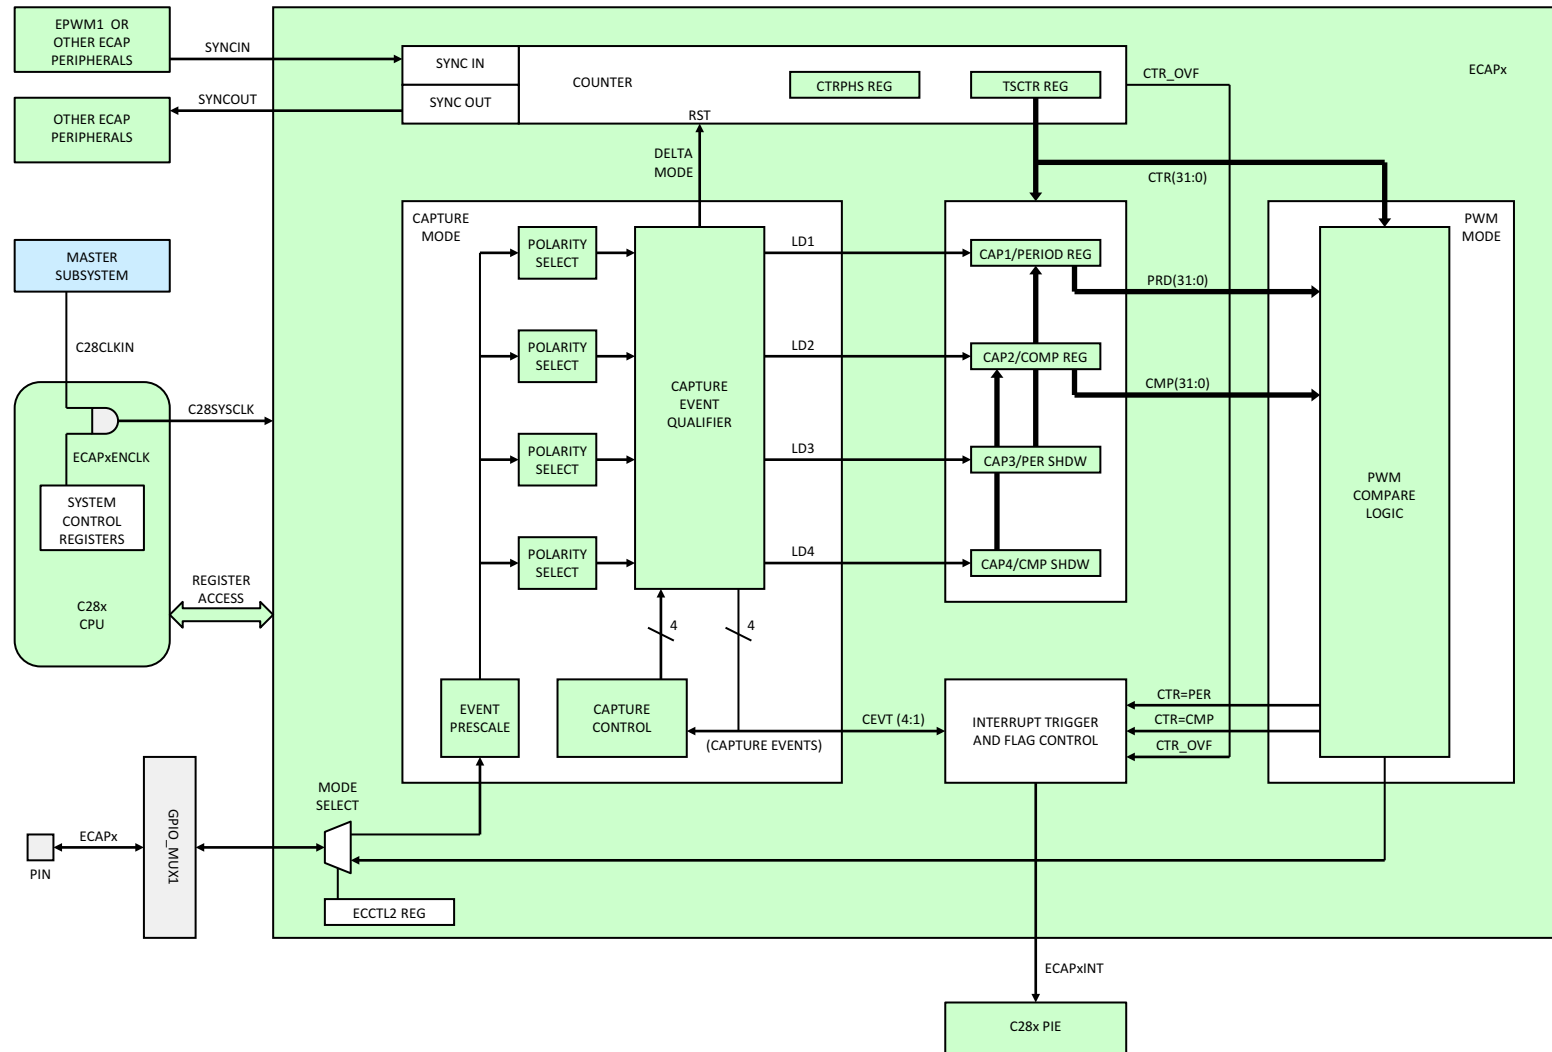 EPWM1 OR
OTHER ECAP
PERIPHERALS
SYNCIN
SYNC IN
COUNTER
CTRPHS REG
TSCTR REG
CTR_OVF
ECAPx
OTHER ECAP
PERIPHERALS
SYNCOUT
SYNC OUT
RST
DELTA
MODE
CTR(31:0)
CAPTURE
MODE
PWM
MODE
MASTER
SUBSYSTEM
POLARITY
SELECT
LD1
CAP1/PERIOD REG
PRD(31:0)
C28CLKIN
POLARITY
SELECT
LD2
CAP2/COMP REG
CMP(31:0)
CAPTURE
EVENT
QUALIFIER
C28SYSCLK
ECAPxENCLK
POLARITY
SELECT
LD3
CAP3/PER SHDW
SYSTEM
CONTROL
REGISTERS
PWM
COMPARE
LOGIC
POLARITY
SELECT
LD4
CAP4/CMP SHDW
REGISTER
ACCESS
C28x
CPU
4
4
EVENT
PRESCALE
CAPTURE
CONTROL
CEVT (4:1)
(CAPTURE EVENTS)
INTERRUPT TRIGGER
AND FLAG CONTROL
CTR=PER
CTR=CMP
CTR_OVF
MODE
SELECT
ECAPx
PIN
GPIO_MUX1
ECCTL2 REG
ECAPxINT
C28x PIE